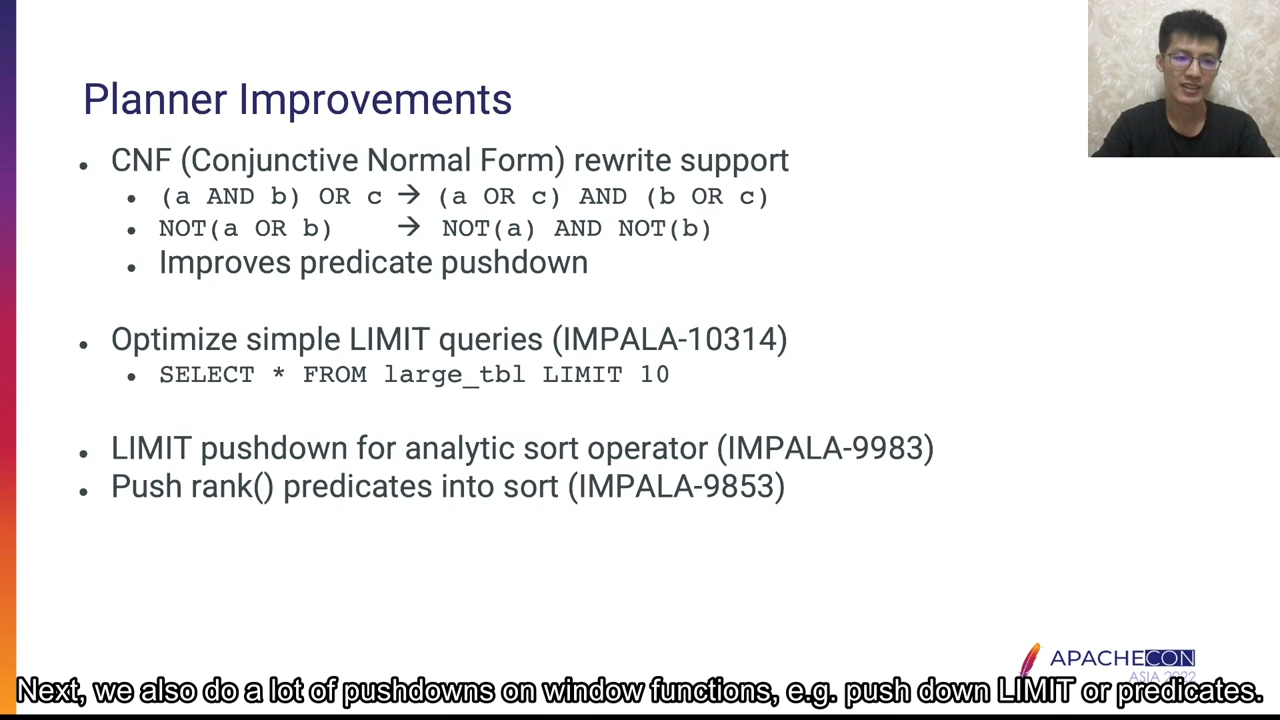 Planner Improvements
• CNF (Conjunctive Normal Form) rewrite support
• (a AND b) OR c → (a OR c) AND (b OR c)
• NOT(a OR b) → NOT(a) AND NOT(b)
• Improves predicate pushdown
• Optimize simple LIMIT queries (IMPALA-10314)
• SELECT * FROM large_tbl LIMIT 10
• LIMIT pushdown for analytic sort operator (IMPALA-9983)
• Push rank() predicates into sort (IMPALA-9853)
APACHECON
ASIA 2022
Next, we also do a lot of pushdowns on window functions, e.g. push down LIMIT or predicates.